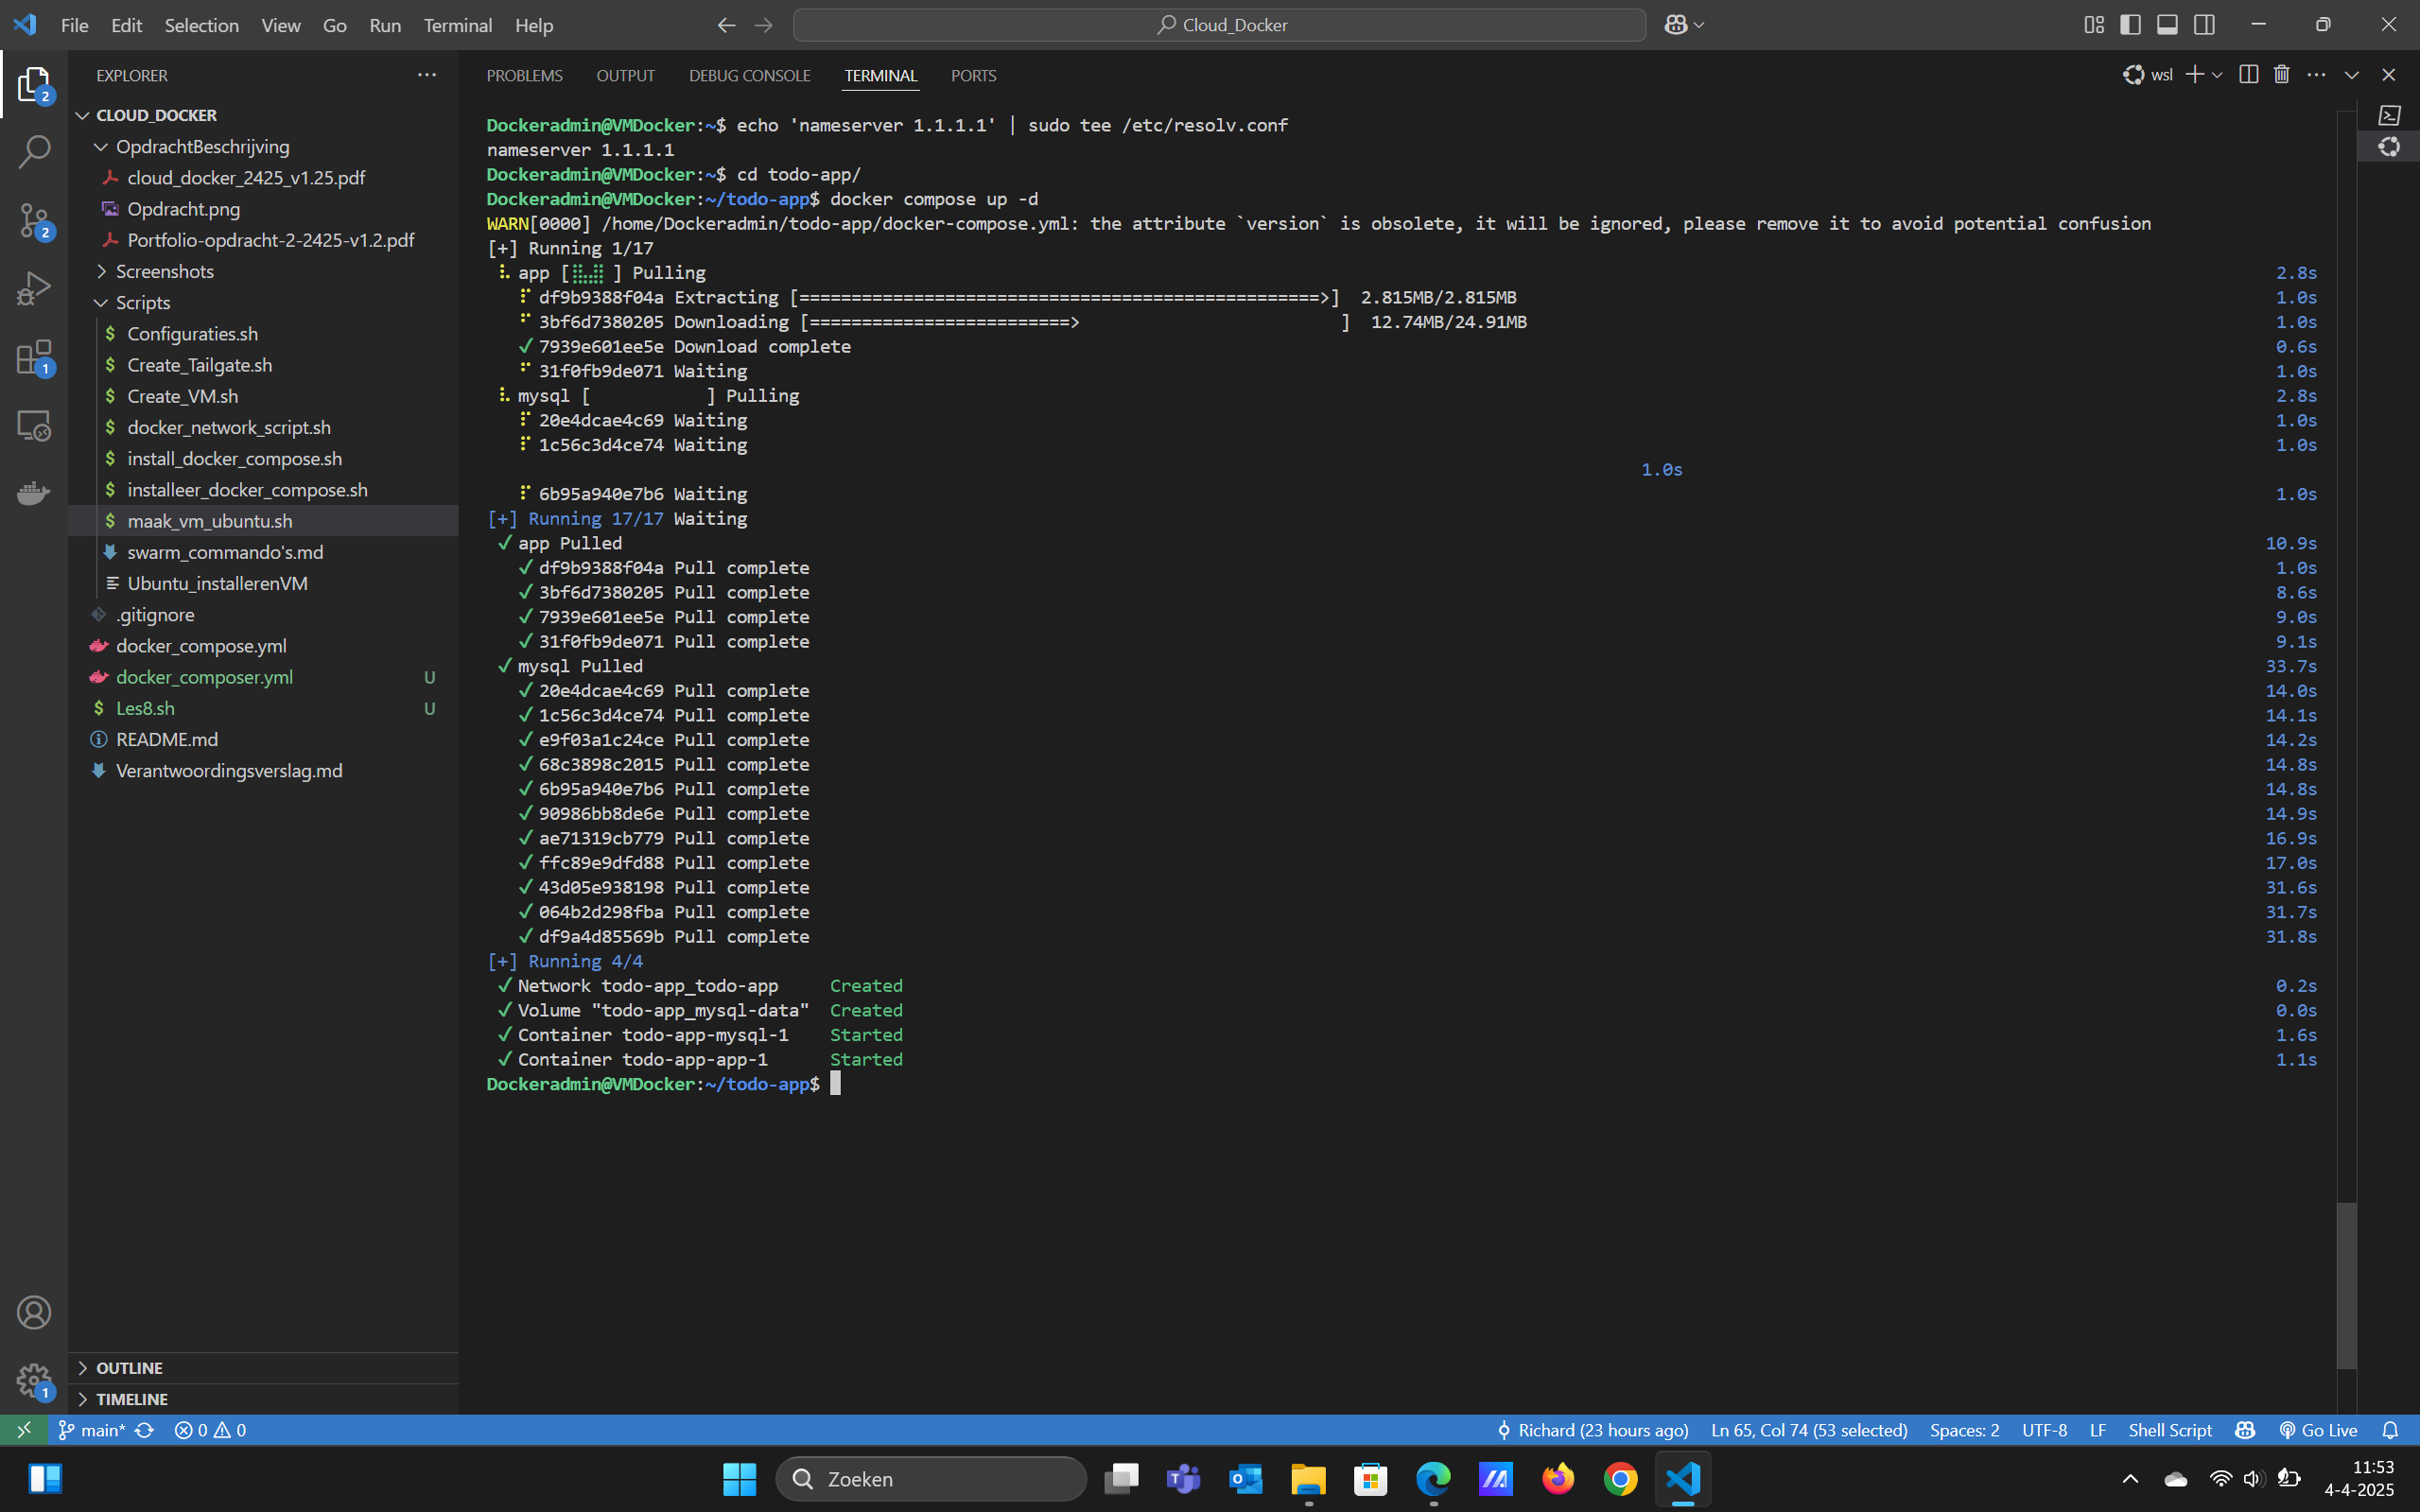 File Edit Selection View Go Run Terminal Help
Cloud_Docker
EXPLORER
CLOUD_DOCKER
OpdrachtBeschrijving
cloud_docker_2425_v1.25.pdf
Opdracht.png
Portfolio-opdracht-2-2425-v1.2.pdf
Screenshots
Scripts
$ Configuraties.sh
$ Create_Tailgate.sh
$ Create_VM.sh
$ docker_network_script.sh
$ install_docker_compose.sh
$ installeer_docker_compose.sh
$ maak_vm_ubuntu.sh
swarm_commando's.md
Ubuntu_installerenVM
.gitignore
docker_compose.yml
docker_composer.yml U
$ Les8.sh U
README.md
Verantwoordingsverslag.md
OUTLINE
TIMELINE
2
2
1
1
PROBLEMS OUTPUT DEBUG CONSOLE TERMINAL PORTS
wsl
Dockeradmin@VMDocker:~$ echo 'nameserver 1.1.1.1' | sudo tee /etc/resolv.conf
nameserver 1.1.1.1
Dockeradmin@VMDocker:~$ cd todo-app/
Dockeradmin@VMDocker:~/todo-app$ docker compose up -d
WARN[0000] /home/Dockeradmin/todo-app/docker-compose.yml: the attribute `version` is obsolete, it will be ignored, please remove it to avoid potential confusion
[+] Running 1/17
⠧ app [⣿⣀⣿ ] Pulling 2.8s
⠋ df9b9388f04a Extracting [==================================================>] 2.815MB/2.815MB 1.0s
⠋ 3bf6d7380205 Downloading [=========================> ] 12.74MB/24.91MB 1.0s
✓ 7939e601ee5e Download complete 0.6s
⠋ 31f0fb9de071 Waiting 1.0s
⠧ mysql [ ] Pulling 2.8s
⠋ 20e4dcae4c69 Waiting 1.0s
⠋ 1c56c3d4ce74 Waiting 1.0s
1.0s
⠋ 6b95a940e7b6 Waiting 1.0s
[+] Running 17/17 Waiting
✓ app Pulled 10.9s
✓ df9b9388f04a Pull complete 1.0s
✓ 3bf6d7380205 Pull complete 8.6s
✓ 7939e601ee5e Pull complete 9.0s
✓ 31f0fb9de071 Pull complete 9.1s
✓ mysql Pulled 33.7s
✓ 20e4dcae4c69 Pull complete 14.0s
✓ 1c56c3d4ce74 Pull complete 14.1s
✓ e9f03a1c24ce Pull complete 14.2s
✓ 68c3898c2015 Pull complete 14.8s
✓ 6b95a940e7b6 Pull complete 14.8s
✓ 90986bb8de6e Pull complete 14.9s
✓ ae71319cb779 Pull complete 16.9s
✓ ffc89e9dfd88 Pull complete 17.0s
✓ 43d05e938198 Pull complete 31.6s
✓ 064b2d298fba Pull complete 31.7s
✓ df9a4d85569b Pull complete 31.8s
[+] Running 4/4
✓ Network todo-app_todo-app Created 0.2s
✓ Volume "todo-app_mysql-data" Created 0.0s
✓ Container todo-app-mysql-1 Started 1.6s
✓ Container todo-app-app-1 Started 1.1s
Dockeradmin@VMDocker:~/todo-app$
main* 0 0
Richard (23 hours ago) Ln 65, Col 74 (53 selected) Spaces: 2 UTF-8 LF Shell Script Go Live
Zoeken
11:53
4-4-2025